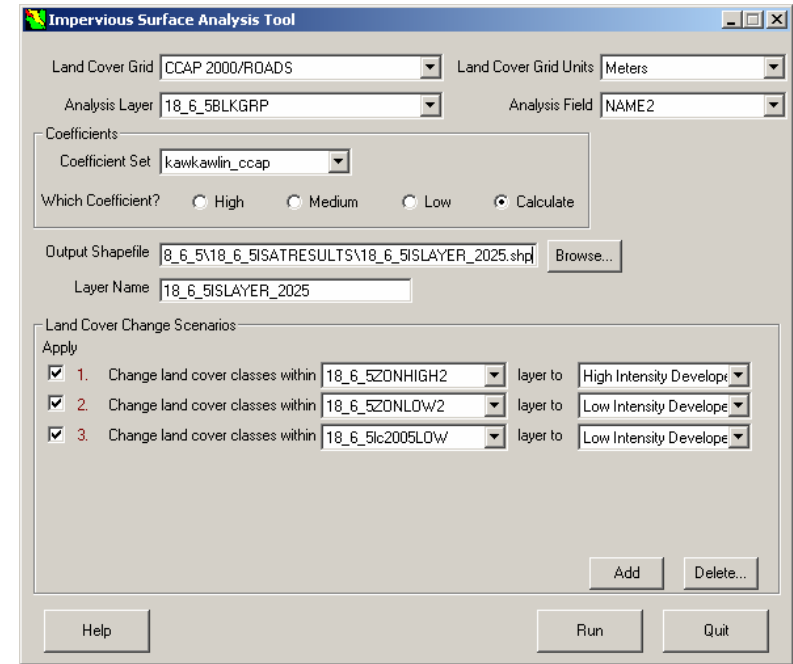 Impervious Surface Analysis Tool
Land Cover Grid CCAP 2000/ROADS Land Cover Grid Units Meters
Analysis Layer 18_6_5BLKGRP Analysis Field NAME2
Coefficients
Coefficient Set kawkawlin_ccap
Which Coefficient? High Medium Low Calculate
Output Shapefile 8_6_5\18_6_5ISATRESULTS\18_6_5ISLAYER_2025.shp Browse...
Layer Name 18_6_5ISLAYER_2025
Land Cover Change Scenarios
Apply
1. Change land cover classes within 18_6_5ZONHIGH2 layer to High Intensity Develope
2. Change land cover classes within 18_6_5ZONLOW2 layer to Low Intensity Develope
3. Change land cover classes within 18_6_5lc2005LOW layer to Low Intensity Develope
Add Delete...
Help Run Quit